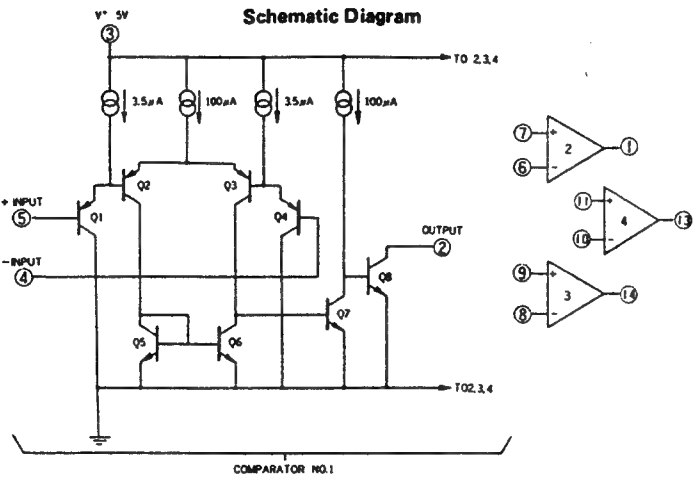 Schematic Diagram
V+ 5V
3
TO 2,3,4
3.5µA
100µA
3.5µA
100µA
Q2
Q3
+ INPUT
5
Q1
Q4
OUTPUT
2
- INPUT
4
Q8
Q7
Q5
Q6
TO2,3,4
COMPARATOR NO.1
7
+
2
1
6
-
11
+
4
13
10
-
9
+
3
14
8
-